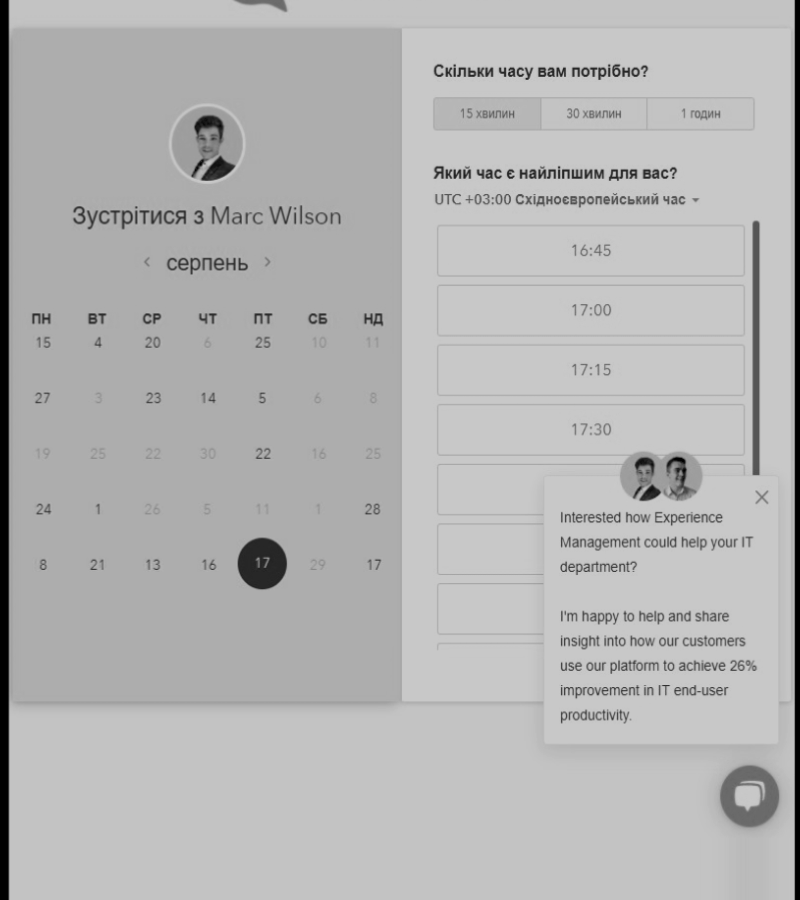 Зустрітися з Marc Wilson
серпень
ПН ВТ СР ЧТ ПТ СБ НД
15 4 20 6 25 10 11
27 3 23 14 5 6 8
19 25 22 30 22 16 25
24 1 26 5 11 1 28
8 21 13 16 17 29 17
Скільки часу вам потрібно?
15 хвилин 30 хвилин 1 годин
Який час є найліпшим для вас?
UTC +03:00 Східноєвропейський час
16:45
17:00
17:15
17:30
Interested how Experience
Management could help your IT
department?
I'm happy to help and share
insight into how our customers
use our platform to achieve 26%
improvement in IT end-user
productivity.